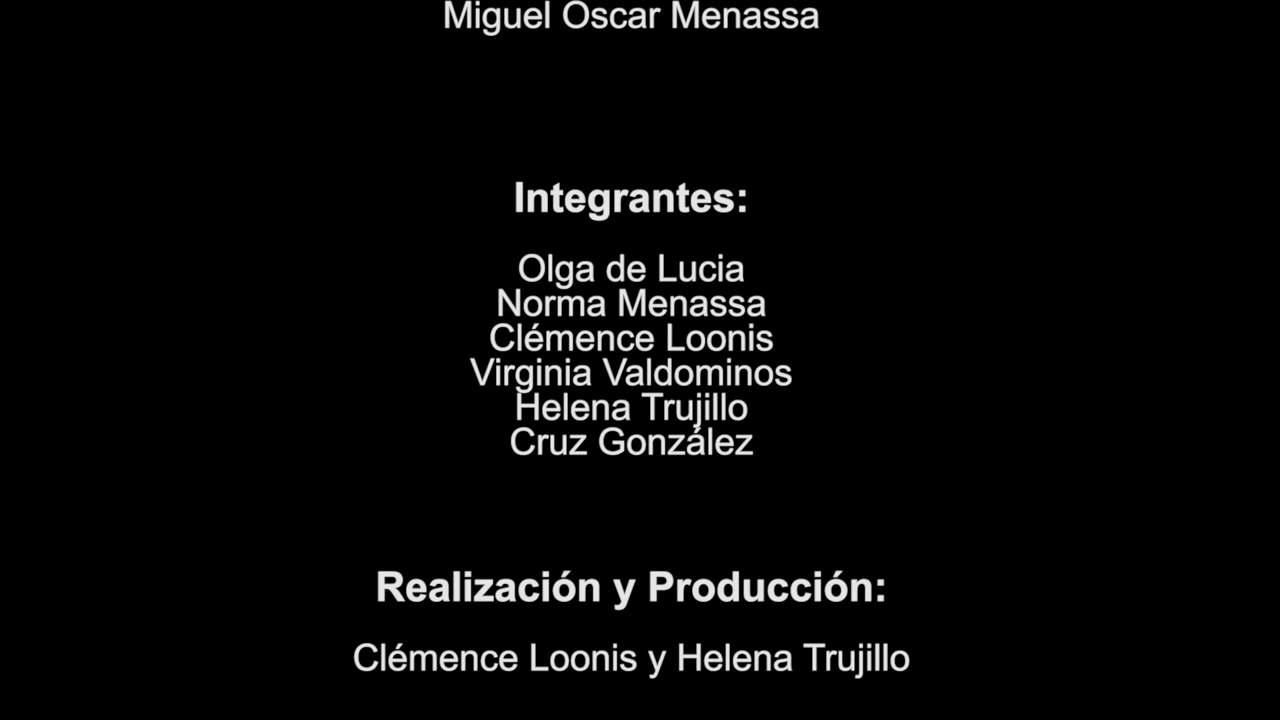 Miguel Oscar Menassa
Integrantes:
Olga de Lucia
Norma Menassa
Clémence Loonis
Virginia Valdominos
Helena Trujillo
Cruz González
Realización y Producción:
Clémence Loonis y Helena Trujillo